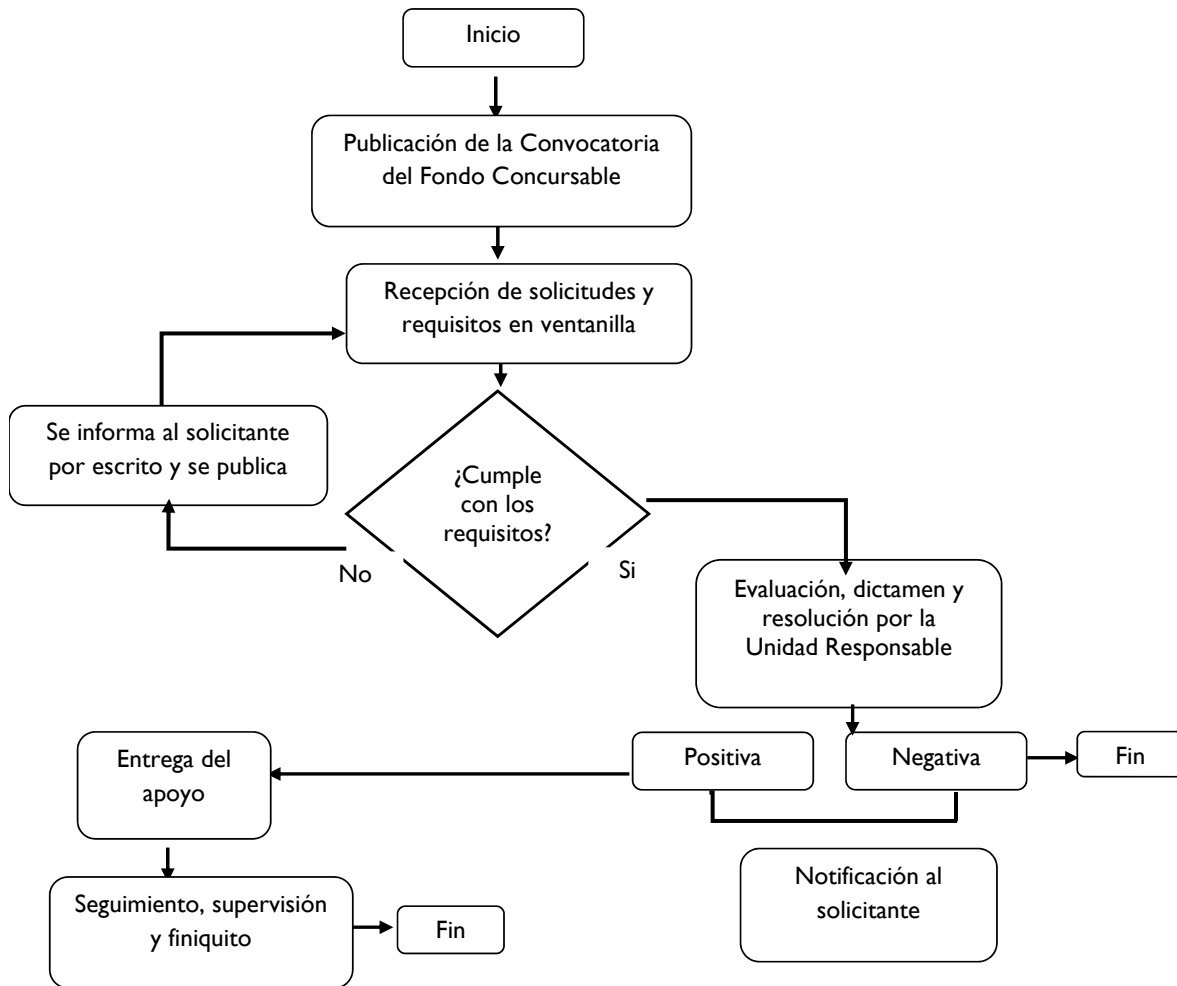 Inicio
Publicación de la Convocatoria
del Fondo Concursable
Recepción de solicitudes y
requisitos en ventanilla
Se informa al solicitante
por escrito y se publica
¿Cumple
con los
requisitos?
No
Si
Evaluación, dictamen y
resolución por la
Unidad Responsable
Entrega del
apoyo
Positiva
Negativa
Fin
Seguimiento, supervisión
y finiquito
Fin
Notificación al
solicitante